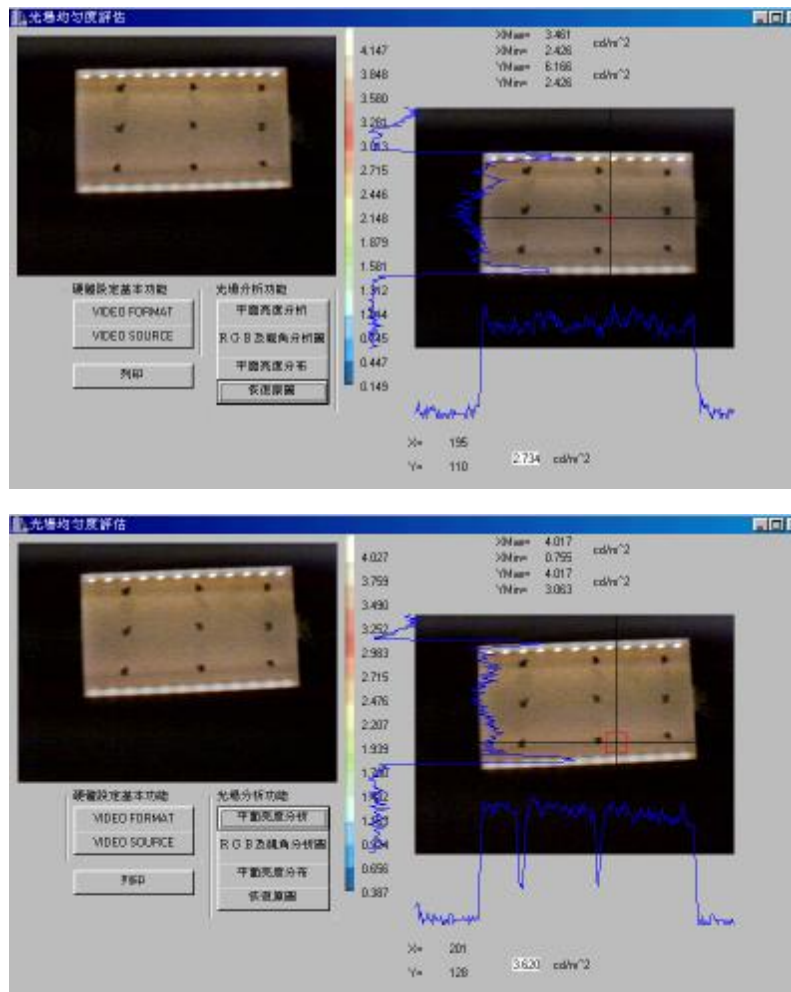 光場均勻度評估
XMax= 3.461
XMin= 2.426 cd/m^2
YMax= 6.166
YMin= 2.426 cd/m^2
4.147
3.848
3.580
3.281
3.013
2.715
2.446
2.148
1.879
1.581
0.447
0.149
硬體設定基本功能
VIDEO FORMAT
VIDEO SOURCE
列印
光場分析功能
平面亮度分析
R G B 及視角分析圖
平面亮度分布
恢復原圖
X= 195
Y= 110
2.734 cd/m^2
光場均勻度評估
XMax= 4.017
XMin= 0.755 cd/m^2
YMax= 4.017
YMin= 3.063 cd/m^2
4.027
3.759
3.490
3.252
2.983
2.715
2.476
2.207
1.939
0.656
0.387
硬體設定基本功能
VIDEO FORMAT
VIDEO SOURCE
列印
光場分析功能
平面亮度分析
R G B 及視角分析圖
平面亮度分布
恢復原圖
X= 201
Y= 128
3.620 cd/m^2